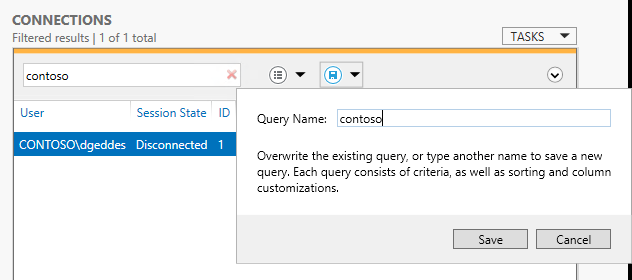 CONNECTIONS
Filtered results | 1 of 1 total
TASKS
contoso
User Session State ID
CONTOSO\dgeddes Disconnected 1
Query Name: contoso
Overwrite the existing query, or type another name to save a new
query. Each query consists of criteria, as well as sorting and column
customizations.
Save Cancel